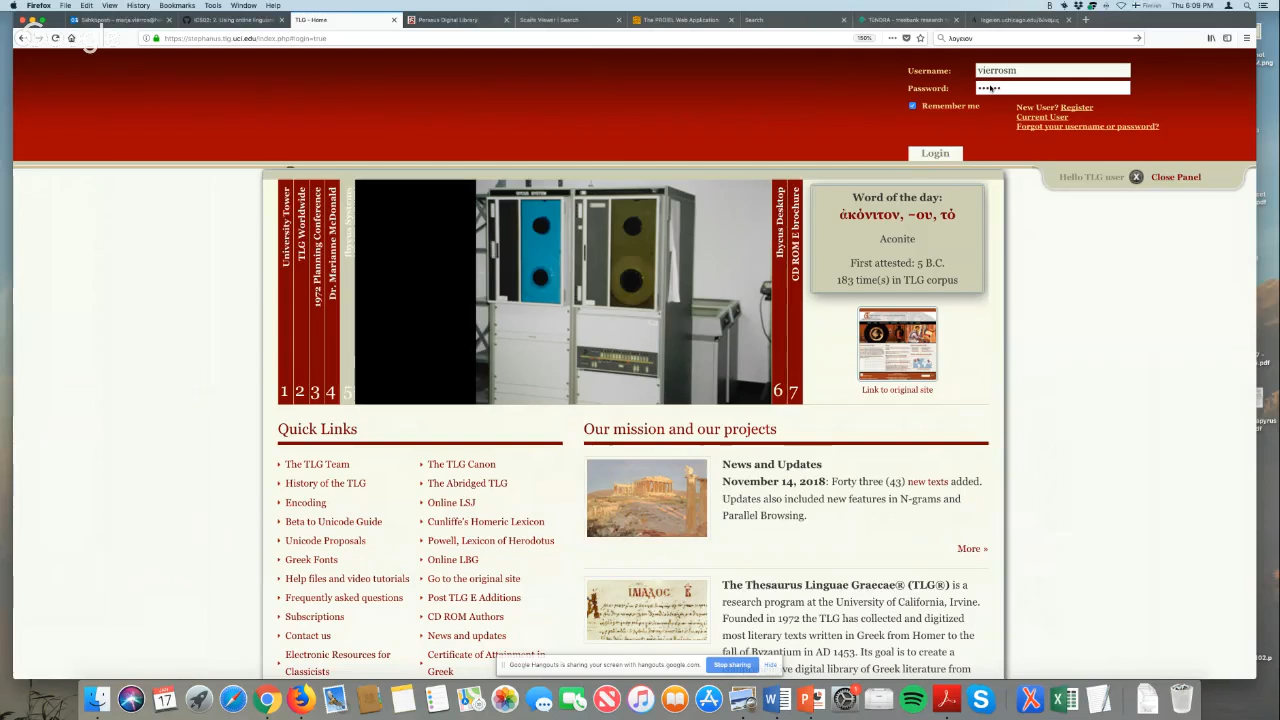 Firefox File Edit View History Bookmarks Tools Window Help
Thu 6:09 PM
TLG - Home
Perseus Digital Library
Scaife Viewer | Search
The PROIEL Web Application
Search
https://stephanus.tlg.uci.edu/index.php#login=true
150%
λογειον
Username: vierrosm
Password:
Remember me
New User? Register
Current User
Forgot your username or password?
Login
Hello TLG user X Close Panel
University Tower 1
TLG Worldwide 2
1972 Planning Conference 3
Dr. Marianne McDonald 4
Ibycus Systems 5
Ibycus Desktop 6
CD ROM E brochure 7
Word of the day:
ἀκόνιτον, -ου, τό
Aconite
First attested: 5 B.C.
183 time(s) in TLG corpus
Link to original site
Quick Links
The TLG Team
History of the TLG
Encoding
Beta to Unicode Guide
Unicode Proposals
Greek Fonts
Help files and video tutorials
Frequently asked questions
Subscriptions
Contact us
Electronic Resources for
Classicists
The TLG Canon
The Abridged TLG
Online LSJ
Cunliffe's Homeric Lexicon
Powell, Lexicon of Herodotus
Online LBG
Go to the original site
Post TLG E Additions
CD ROM Authors
News and updates
Certificate of Attainment in
Greek
Our mission and our projects
News and Updates
November 14, 2018: Forty three (43) new texts added.
Updates also included new features in N-grams and
Parallel Browsing.
More »
ΙΛΙΑΔΟΣ
The Thesaurus Linguae Graecae® (TLG®) is a
research program at the University of California, Irvine.
Founded in 1972 the TLG has collected and digitized
most literary texts written in Greek from Homer to the
fall of Byzantium in AD 1453. Its goal is to create a
digital library of Greek literature from
Google Hangouts is sharing your screen with hangouts.google.com. Stop sharing Hide